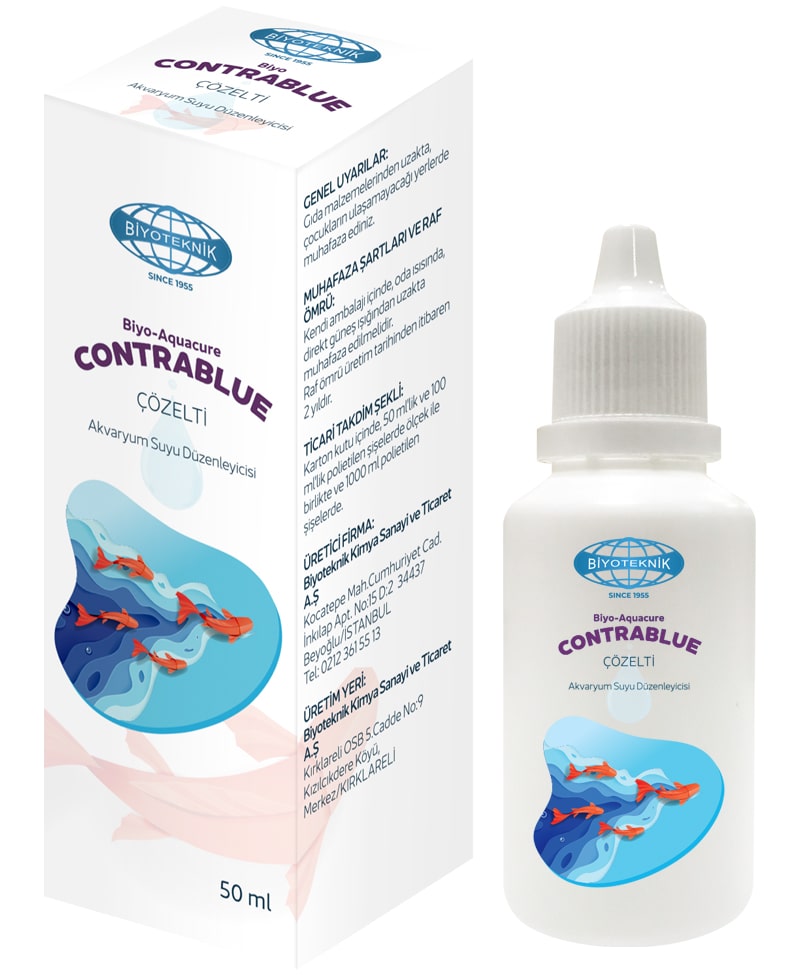 BİYOTEKNİK
SINCE 1955
Biyo
CONTRABLUE
ÇÖZELTİ
Akvaryum Suyu Düzenleyicisi
BİYOTEKNİK
SINCE 1955
Biyo-Aquacure
CONTRABLUE
ÇÖZELTİ
Akvaryum Suyu Düzenleyicisi
50 ml
GENEL UYARILAR:
Gıda malzemelerinden uzakta,
çocukların ulaşamayacağı yerlerde
muhafaza ediniz.
MUHAFAZA ŞARTLARI VE RAF
ÖMRÜ:
Kendi ambalajı içinde, oda ısısında,
direkt güneş ışığından uzakta
muhafaza edilmelidir.
Raf ömrü üretim tarihinden itibaren
2 yıldır.
TİCARİ TAKDİM ŞEKLİ:
Karton kutu içinde, 50 ml'lik ve 100
ml'lik polietilen şişelerde ölçek ile
birlikte ve 1000 ml polietilen
şişelerde.
ÜRETİCİ FİRMA:
Biyoteknik Kimya Sanayi ve Ticaret
A.Ş
Kocatepe Mah.Cumhuriyet Cad.
İnkılap Apt. No:15 D:2 34437
Beyoğlu/İSTANBUL
Tel: 0212 361 55 13
ÜRETİM YERİ:
Biyoteknik Kimya Sanayi ve Ticaret
A.Ş
Kırklareli OSB 5.Cadde No:9
Kızılcıkdere Köyü,
Merkez/KIRKLARELİ
BİYOTEKNİK
SINCE 1955
Biyo-Aquacure
CONTRABLUE
ÇÖZELTİ
Akvaryum Suyu Düzenleyicisi